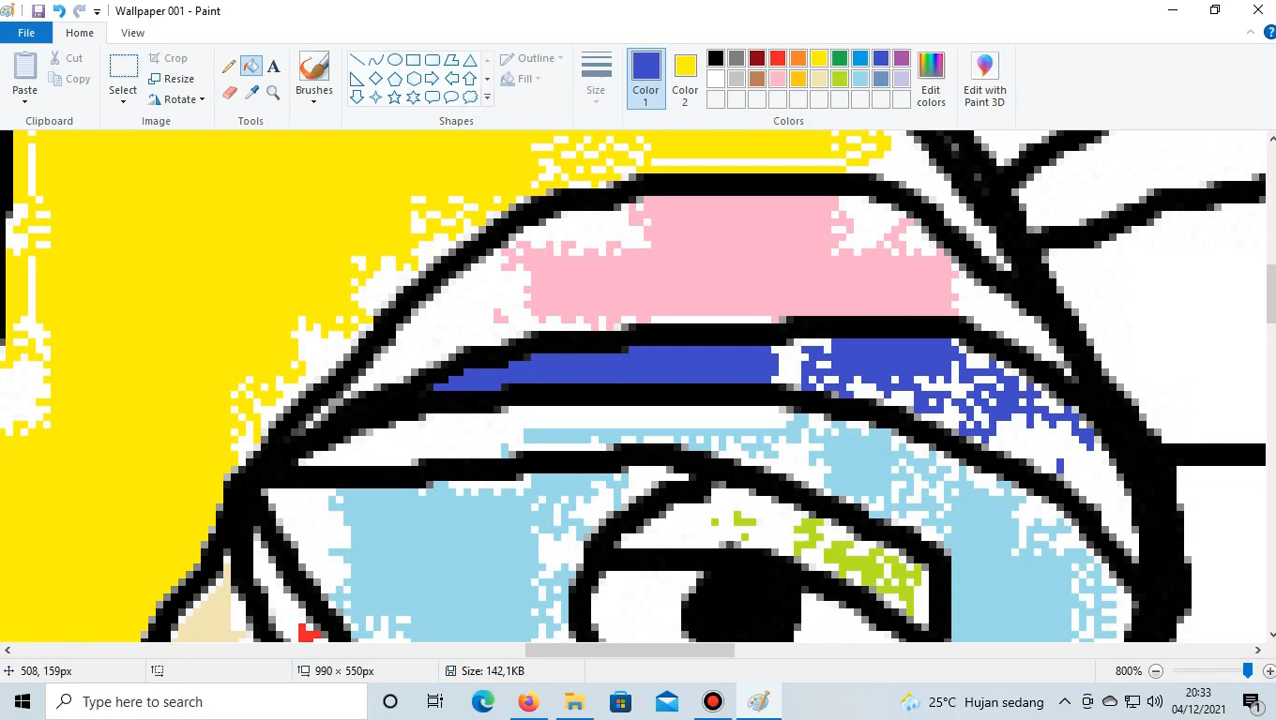 Wallpaper 001 - Paint
File
Home
View
Paste
Cut
Copy
Clipboard
Select
Crop
Resize
Rotate
Image
A
Tools
Brushes
Outline
Fill
Shapes
Size
Color 1
Color 2
Edit colors
Colors
Edit with Paint 3D
508, 159px
990 × 550px
Size: 142,1KB
800%
Type here to search
25°C Hujan sedang
20:33
04/12/2021
1